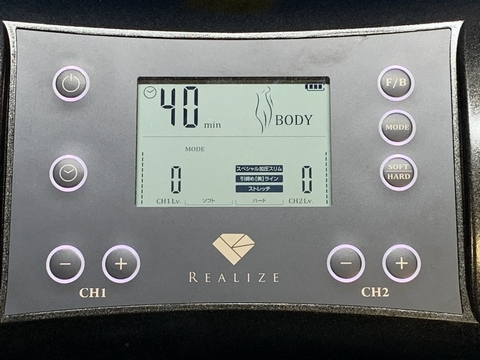 40 min
BODY
F/B
MODE
SOFT
HARD
MODE
0
スペシャル加圧スリム
引締め[美]ライン
ストレッチ
0
CH1 Lv.
ソフト
ハード
CH2 Lv.
REALIZE
− +
CH1
− +
CH2